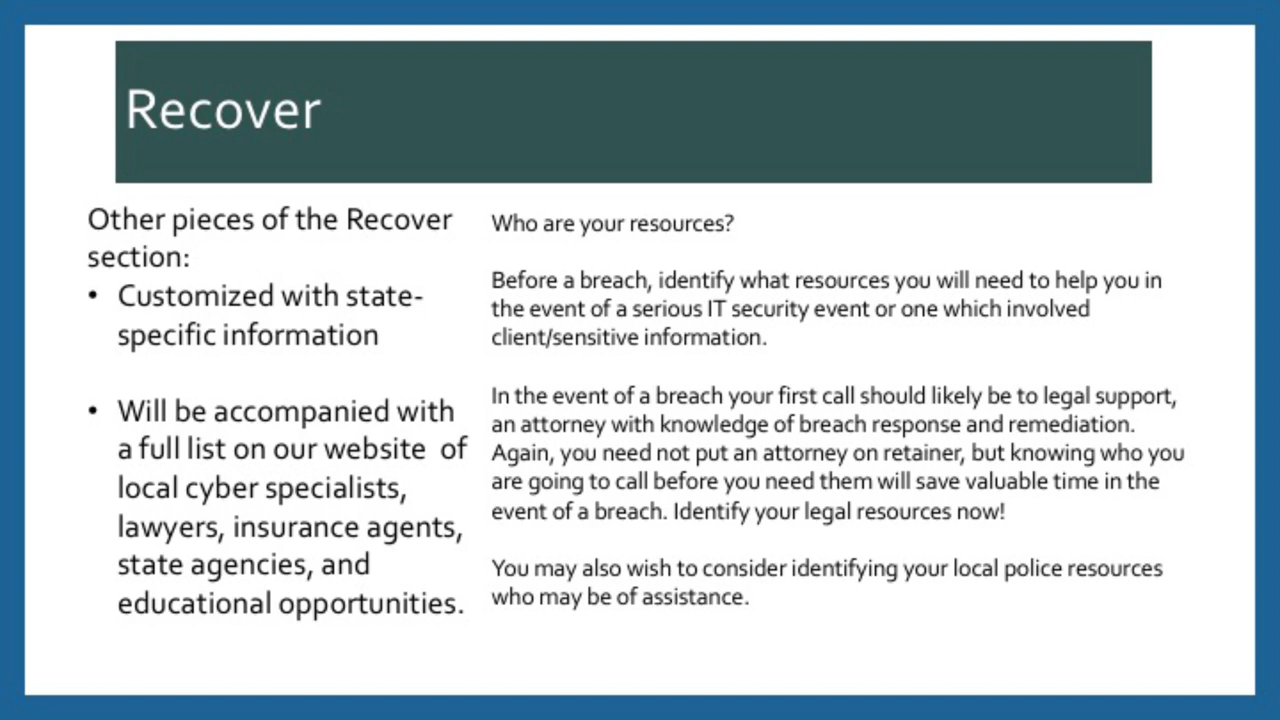 Recover
Other pieces of the Recover
section:
• Customized with state-
specific information
• Will be accompanied with
a full list on our website  of
local cyber specialists,
lawyers, insurance agents,
state agencies, and
educational opportunities.
Who are your resources?
Before a breach, identify what resources you will need to help you in
the event of a serious IT security event or one which involved
client/sensitive information.
In the event of a breach your first call should likely be to legal support,
an attorney with knowledge of breach response and remediation.
Again, you need not put an attorney on retainer, but knowing who you
are going to call before you need them will save valuable time in the
event of a breach. Identify your legal resources now!
You may also wish to consider identifying your local police resources
who may be of assistance.